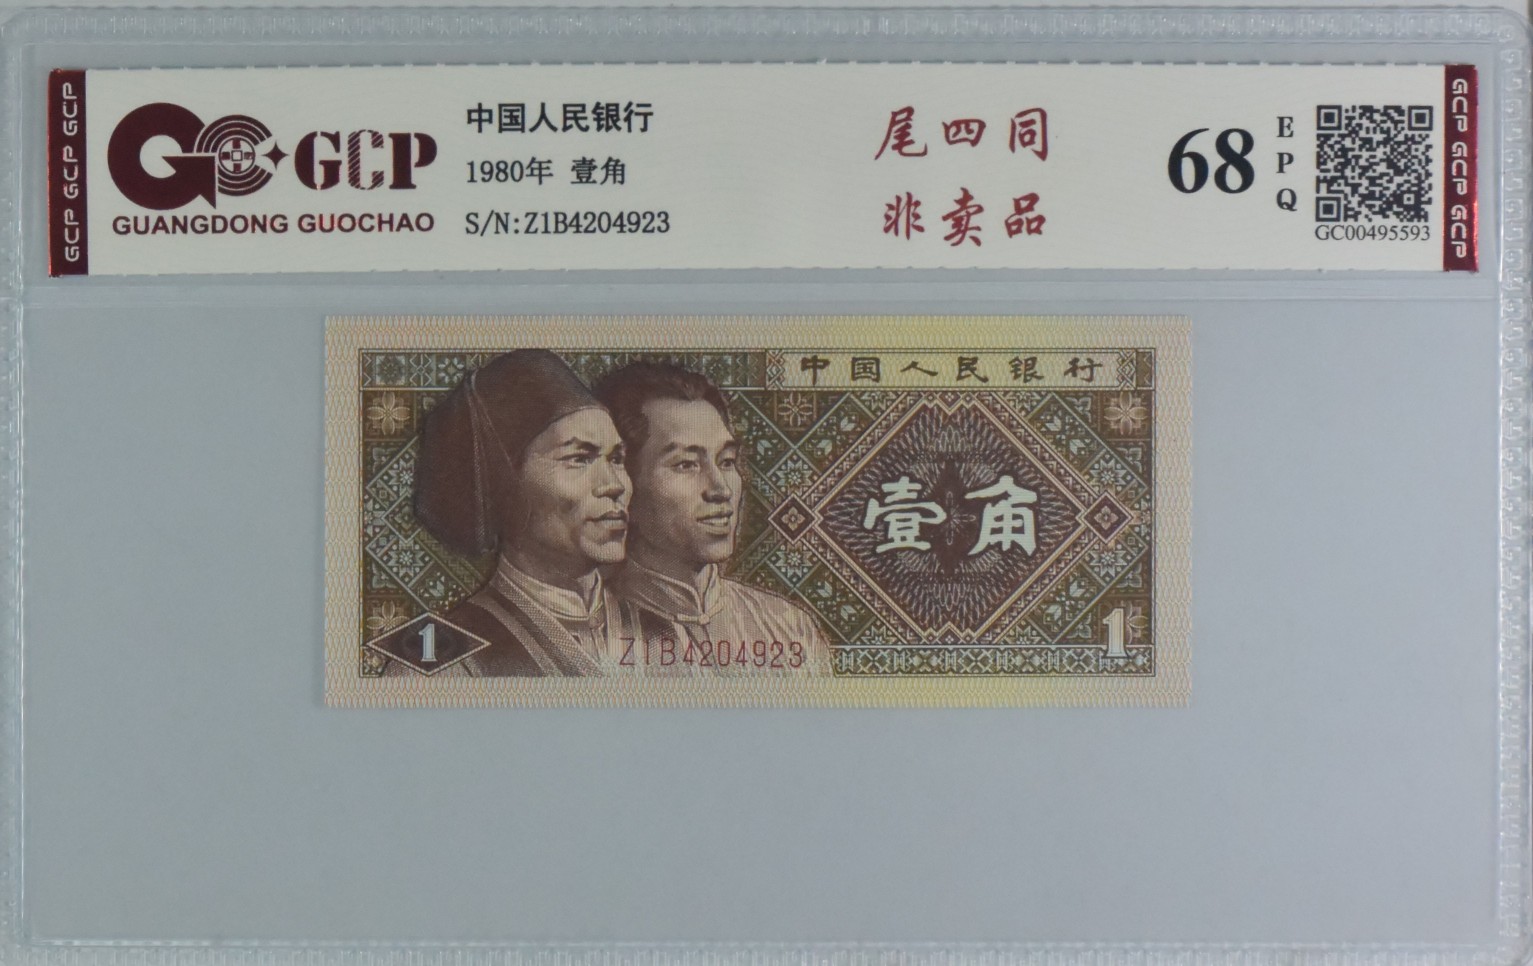 GCP GCP GCP
GCP
GUANGDONG GUOCHAO
中国人民银行
1980年 壹角
S/N:Z1B4204923
尾四同
非卖品
68
E
P
Q
GC00495593
GCP GCP GCP
中国人民银行
壹角
1
1
Z1B4204923